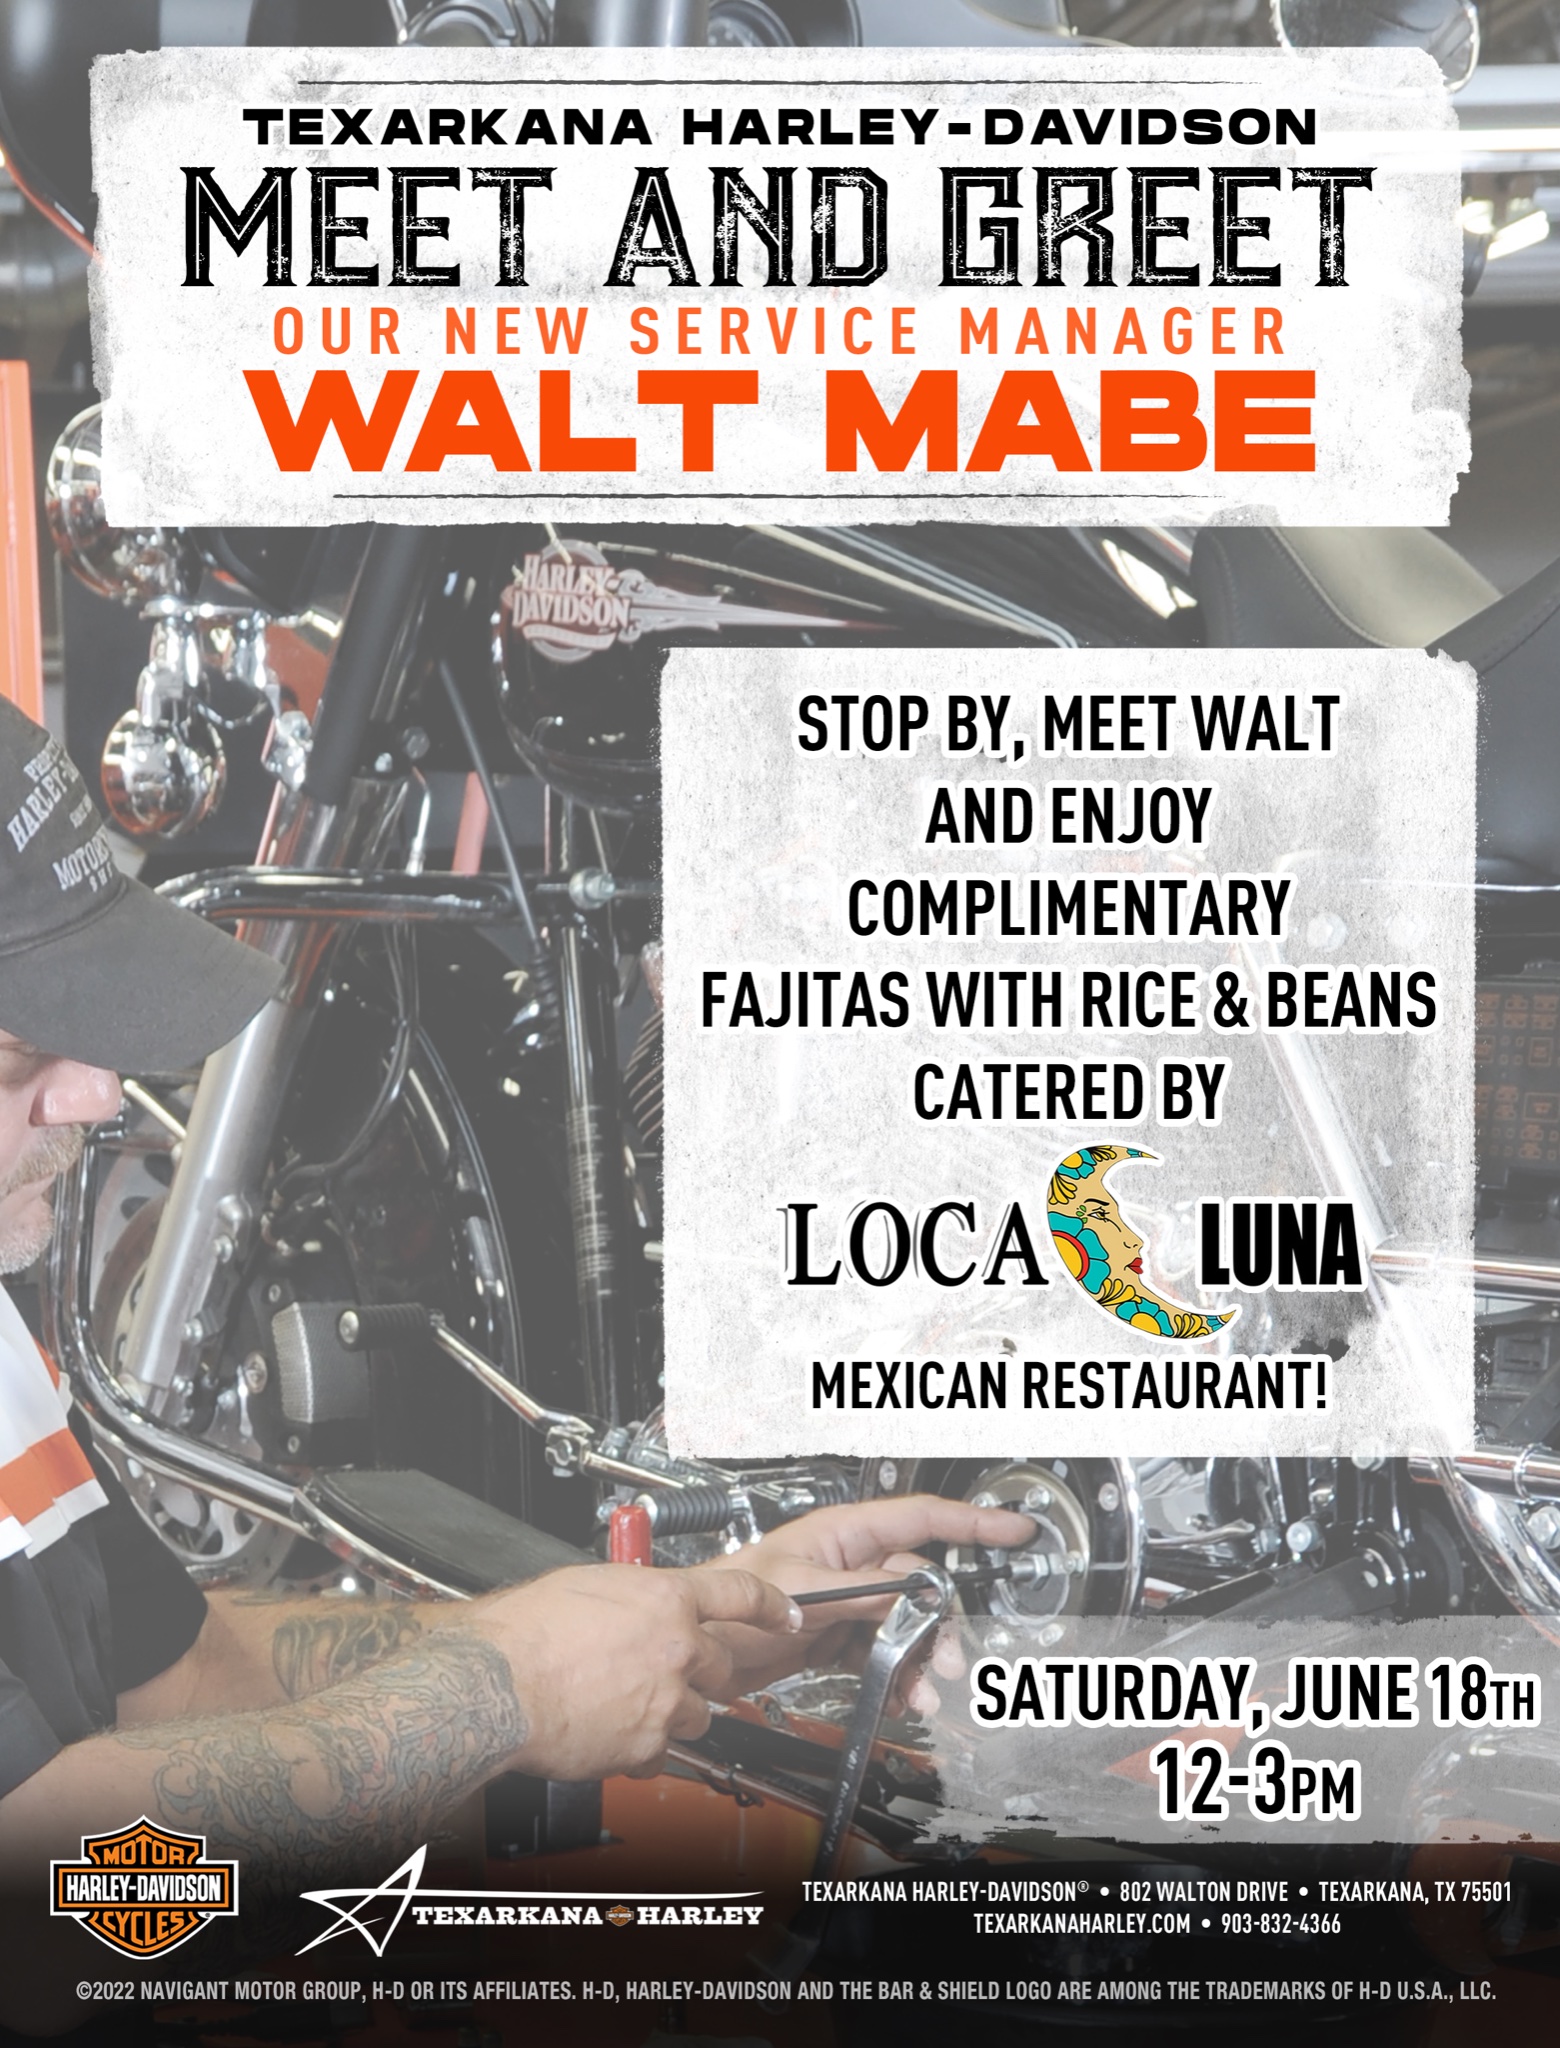 TEXARKANA HARLEY-DAVIDSON
MEET AND GREET
OUR NEW SERVICE MANAGER
WALT MABE
HARLEY-
DAVIDSON
STOP BY, MEET WALT
AND ENJOY
COMPLIMENTARY
FAJITAS WITH RICE & BEANS
CATERED BY
LOCA LUNA
MEXICAN RESTAURANT!
SATURDAY, JUNE 18TH
12-3PM
MOTOR
HARLEY-DAVIDSON
CYCLES
TEXARKANA HARLEY
TEXARKANA HARLEY-DAVIDSON® • 802 WALTON DRIVE • TEXARKANA, TX 75501
TEXARKANAHARLEY.COM • 903-832-4366
©2022 NAVIGANT MOTOR GROUP, H-D OR ITS AFFILIATES. H-D, HARLEY-DAVIDSON AND THE BAR & SHIELD LOGO ARE AMONG THE TRADEMARKS OF H-D U.S.A., LLC.